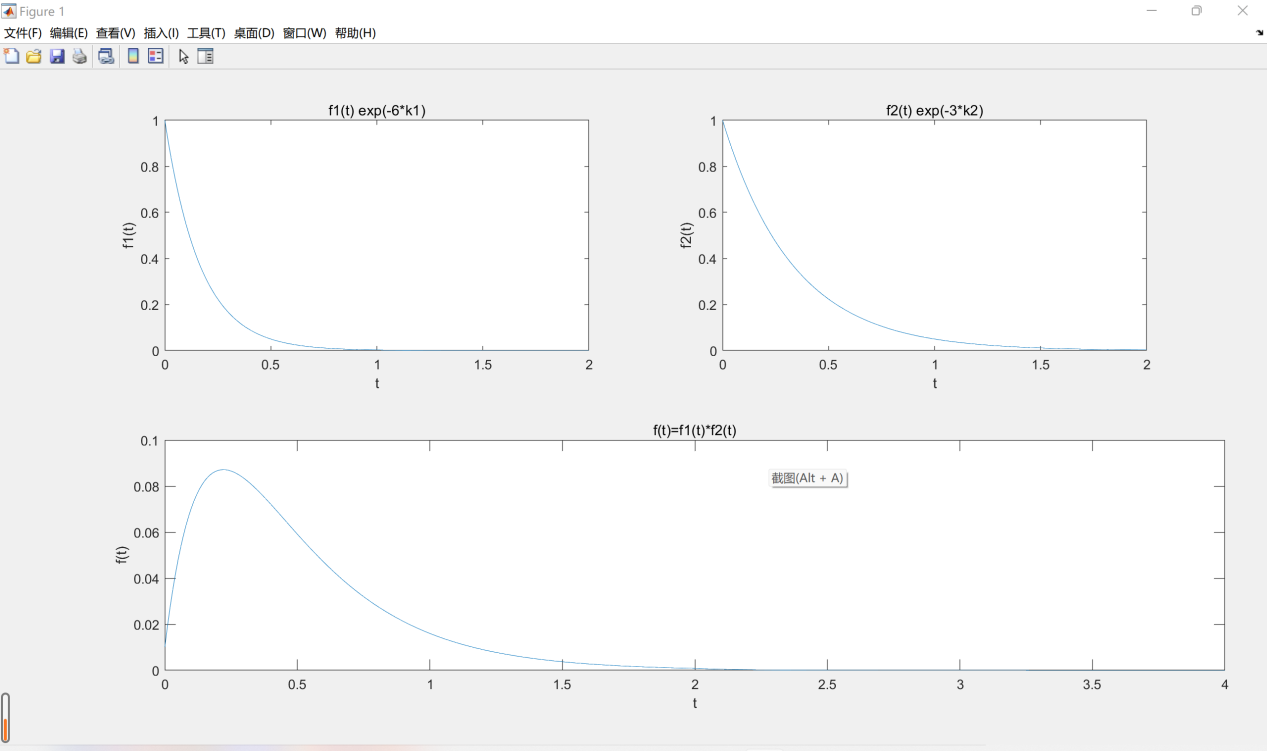 Figure 1
文件(F) 编辑(E) 查看(V) 插入(I) 工具(T) 桌面(D) 窗口(W) 帮助(H)
f1(t) exp(-6*k1)
1
0.8
0.6
0.4
0.2
0
f1(t)
0 0.5 1 1.5 2
t
f2(t) exp(-3*k2)
1
0.8
0.6
0.4
0.2
0
f2(t)
0 0.5 1 1.5 2
t
f(t)=f1(t)*f2(t)
0.1
0.08
0.06
0.04
0.02
0
f(t)
截图(Alt + A)
0 0.5 1 1.5 2 2.5 3 3.5 4
t